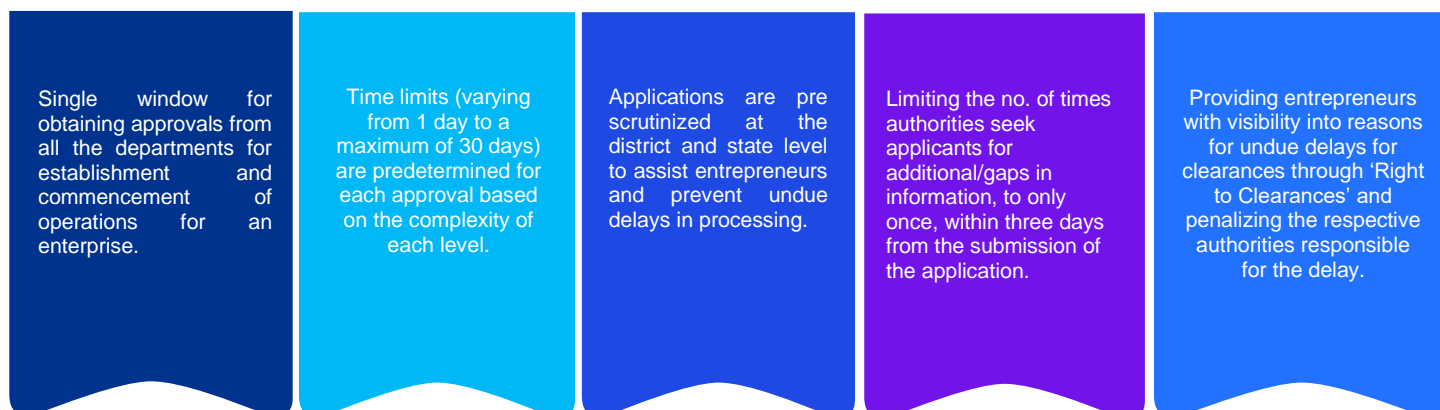 Single window for
obtaining approvals from
all the departments for
establishment and
commencement of
operations for an
enterprise.
Time limits (varying
from 1 day to a
maximum of 30 days)
are predetermined for
each approval based
on the complexity of
each level.
Applications are pre
scrutinized at the
district and state level
to assist entrepreneurs
and prevent undue
delays in processing.
Limiting the no. of times
authorities seek
applicants for
additional/gaps in
information, to only
once, within three days
from the submission of
the application.
Providing entrepreneurs
with visibility into reasons
for undue delays for
clearances through ‘Right
to Clearances’ and
penalizing the respective
authorities responsible
for the delay.